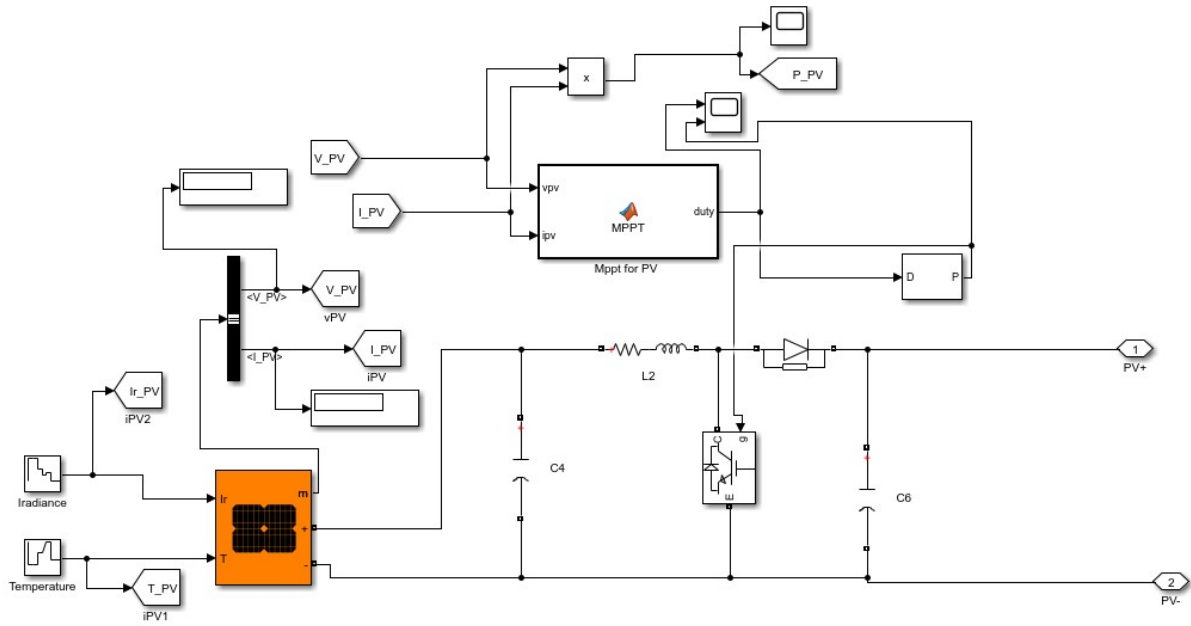 x
P_PV
V_PV
vpv
I_PV
ipv
MPPT
duty
Mppt for PV
D
P
<V_PV>
V_PV
vPV
<I_PV>
I_PV
iPV
L2
1
PV+
Ir_PV
iPV2
C
g
E
C4
C6
Iradiance
Ir
m
+
T
-
Temperature
T_PV
iPV1
2
PV-